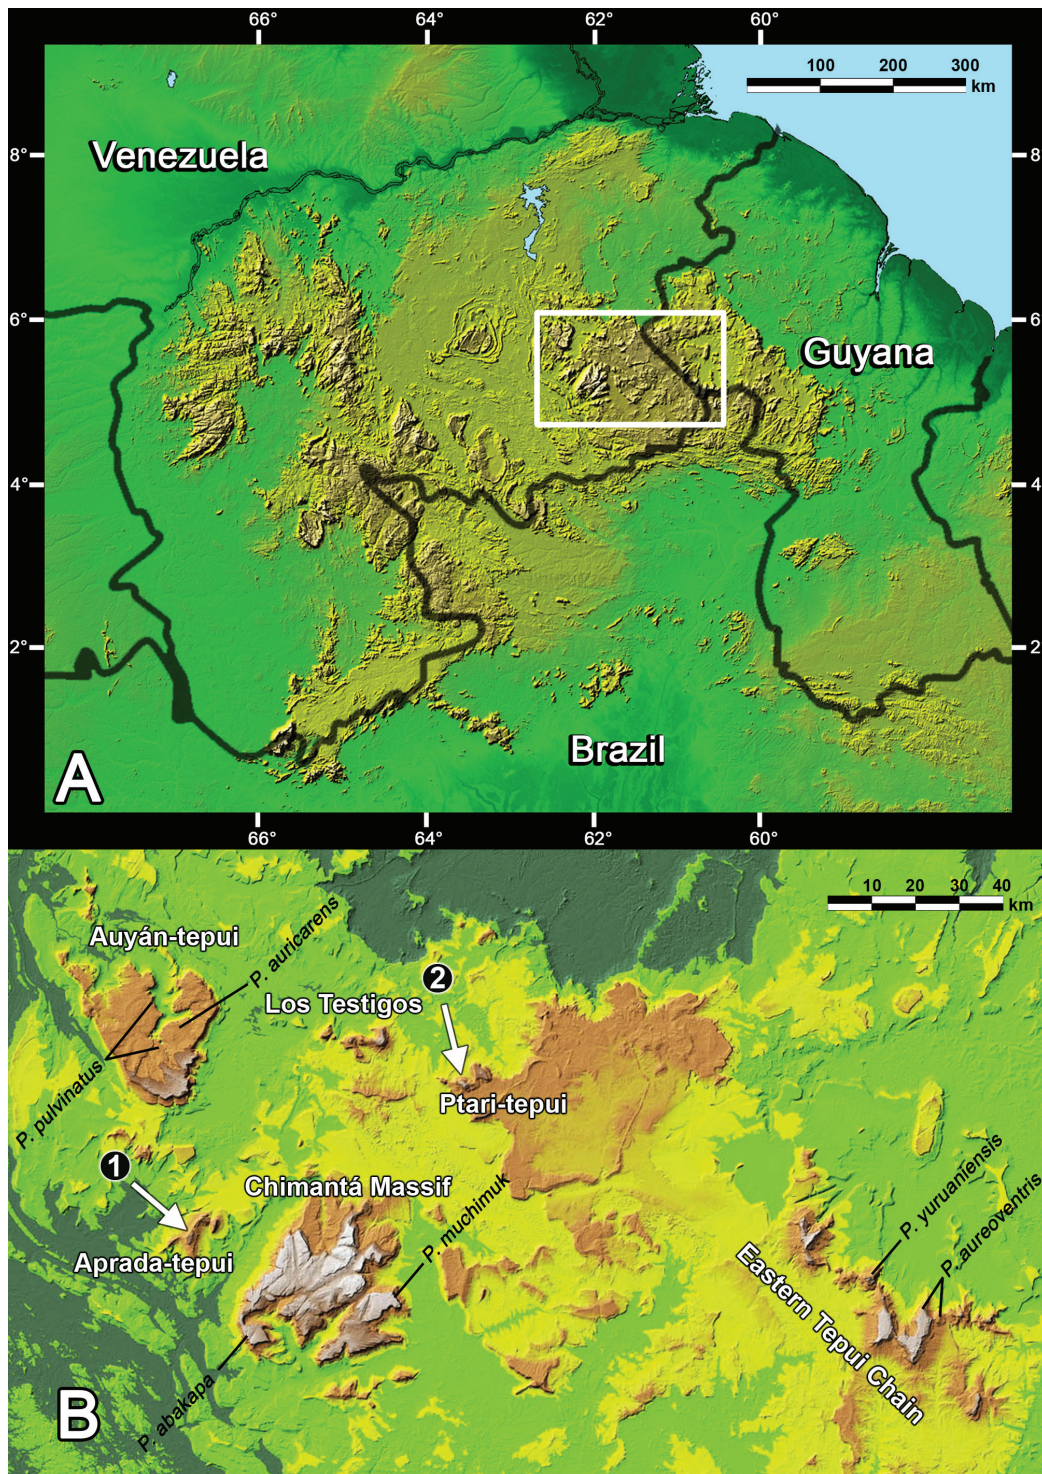 66° 64° 62° 60°
100 200 300
km
Venezuela
8° 8
6° 6
Guyana
4° 4
2° 2
Brazil
A
66° 64° 62° 60°
10 20 30 40
km
P. auricarens
Auyán-tepui
2
Los Testigos
P. pulvinatus
Ptari-tepui
1
Chimantá Massif
P. muchimuk
P. yuruaniensis
P. aureoventris
Aprada-tepui
Eastern Tepui Chain
P. abakapa
B